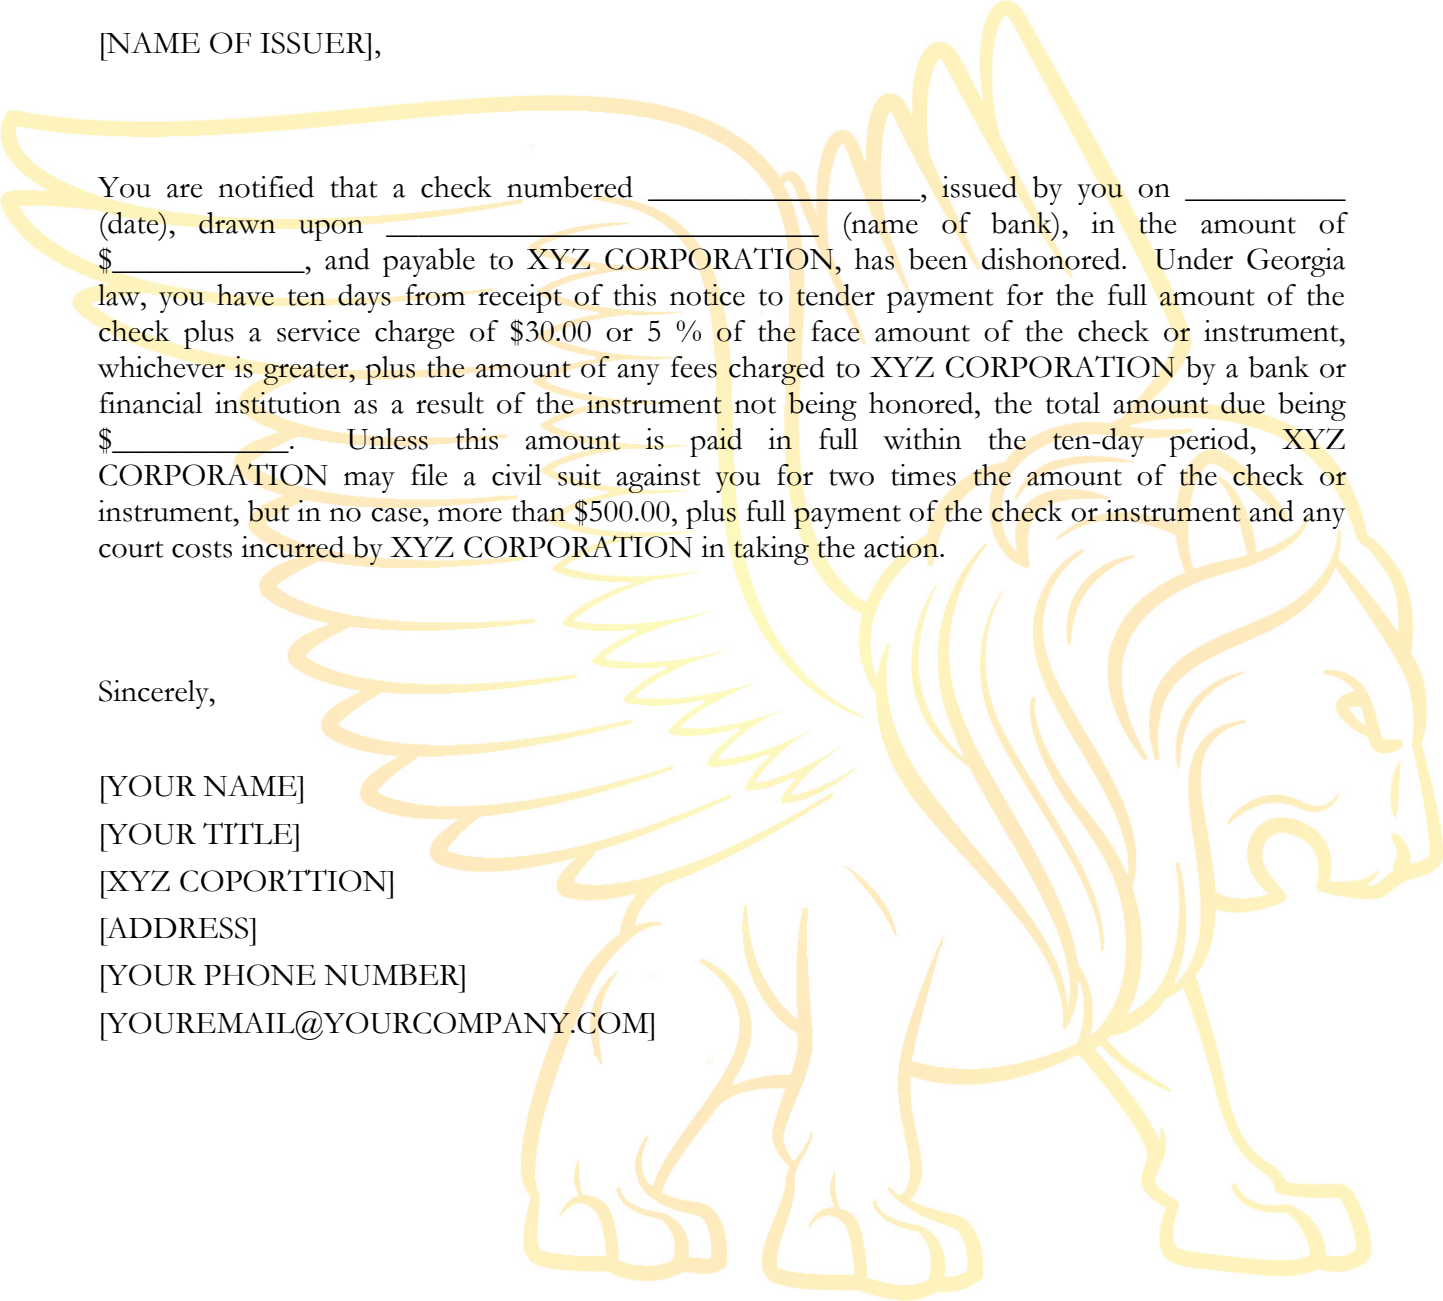 [NAME OF ISSUER],
You are notified that a check numbered _________________, issued by you on __________
(date), drawn upon ___________________________ (name of bank), in the amount of
$____________, and payable to XYZ CORPORATION, has been dishonored. Under Georgia
law, you have ten days from receipt of this notice to tender payment for the full amount of the
check plus a service charge of $30.00 or 5 % of the face amount of the check or instrument,
whichever is greater, plus the amount of any fees charged to XYZ CORPORATION by a bank or
financial institution as a result of the instrument not being honored, the total amount due being
$___________. Unless this amount is paid in full within the ten-day period, XYZ
CORPORATION may file a civil suit against you for two times the amount of the check or
instrument, but in no case, more than $500.00, plus full payment of the check or instrument and any
court costs incurred by XYZ CORPORATION in taking the action.
Sincerely,
[YOUR NAME]
[YOUR TITLE]
[XYZ COPORTTION]
[ADDRESS]
[YOUR PHONE NUMBER]
[YOUREMAIL@YOURCOMPANY.COM]